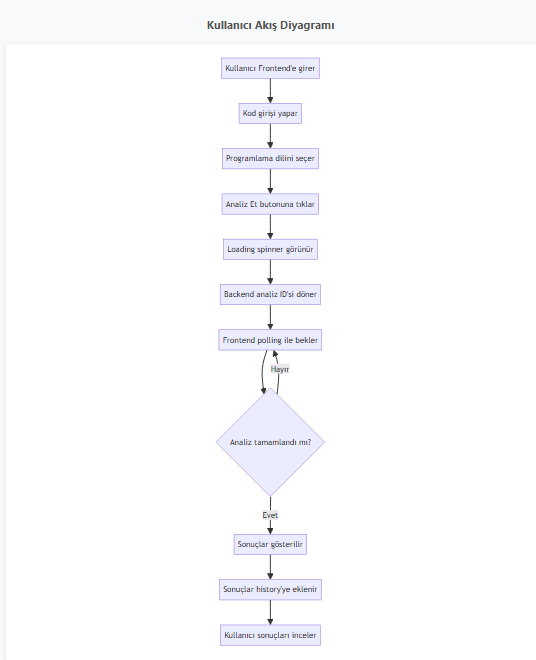 Kullanıcı Akış Diyagramı
Kullanıcı Frontend'e girer
Kod girişi yapar
Programlama dilini seçer
Analiz Et butonuna tıklar
Loading spinner görünür
Backend analiz ID'si döner
Frontend polling ile bekler
Hayır
Analiz tamamlandı mı?
Evet
Sonuçlar gösterilir
Sonuçlar history'ye eklenir
Kullanıcı sonuçları inceler